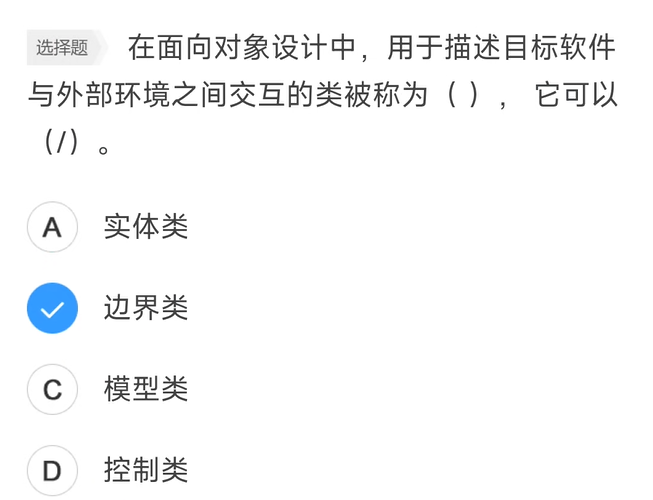 选择题 在面向对象设计中，用于描述目标软件
与外部环境之间交互的类被称为（ ）， 它可以
（/）。
A 实体类
边界类
C 模型类
D 控制类